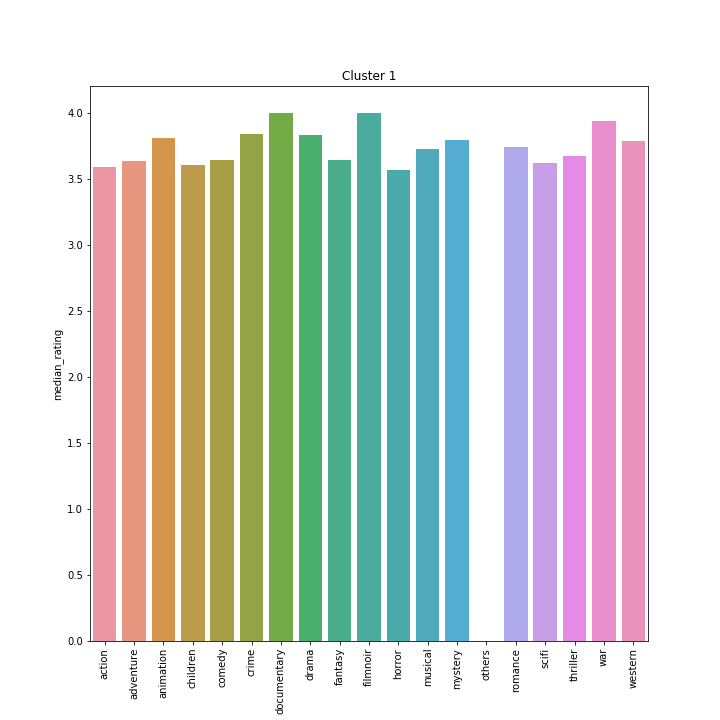 Cluster 1
median_rating
4.0
3.5
3.0
2.5
2.0
1.5
1.0
0.5
0.0
action
adventure
animation
children
comedy
crime
documentary
drama
fantasy
filmnoir
horror
musical
mystery
others
romance
scifi
thriller
war
western